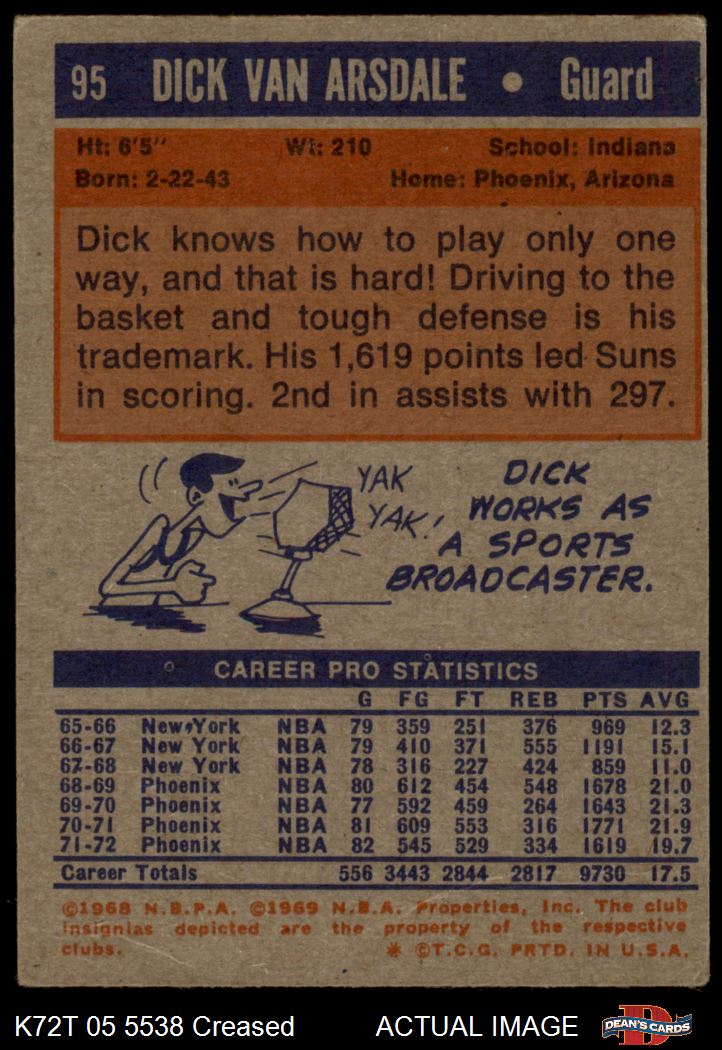 95 DICK VAN ARSDALE • Guard
Ht: 6'5" Wt: 210 School: Indiana
Born: 2-22-43 Home: Phoenix, Arizona
Dick knows how to play only one
way, and that is hard! Driving to the
basket and tough defense is his
trademark. His 1,619 points led Suns
in scoring. 2nd in assists with 297.
YAK
YAK!
DICK
WORKS AS
A SPORTS
BROADCASTER.
CAREER PRO STATISTICS
G FG FT REB PTS AVG
65-66 New York NBA 79 359 251 376 969 12.3
66-67 New York NBA 79 410 371 555 1191 15.1
67-68 New York NBA 78 316 227 424 859 11.0
68-69 Phoenix NBA 80 612 454 548 1678 21.0
69-70 Phoenix NBA 77 592 459 264 1643 21.3
70-71 Phoenix NBA 81 609 553 316 1771 21.9
71-72 Phoenix NBA 82 545 529 334 1619 19.7
Career Totals 556 3443 2844 2817 9730 17.5
©1968 N.B.P.A. ©1969 N.B.A. Properties, Inc. The club
insignias depicted are the property of the respective
clubs. * ©T.C.G. PRTD. IN U.S.A.
K72T 05 5538 Creased ACTUAL IMAGE
D
DEAN'S CARDS